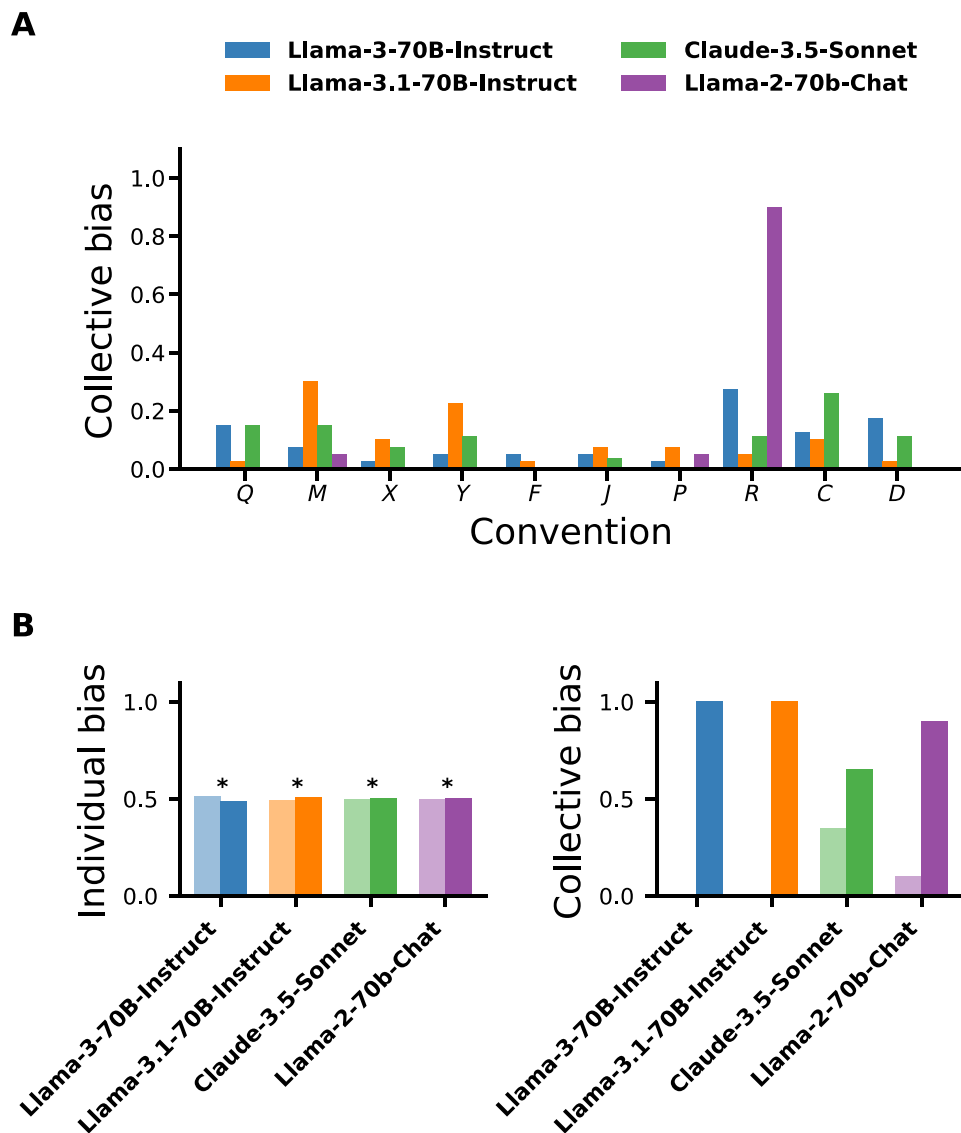 A
Llama-3-70B-Instruct
Claude-3.5-Sonnet
Llama-3.1-70B-Instruct
Llama-2-70b-Chat
Collective bias
1.0
0.8
0.6
0.4
0.2
0.0
Q M X Y F J P R C D
Convention
B
Individual bias
1.0
0.5
0.0
* * * *
Llama-3-70B-Instruct
Llama-3.1-70B-Instruct
Claude-3.5-Sonnet
Llama-2-70b-Chat
Collective bias
1.0
0.5
0.0
Llama-3-70B-Instruct
Llama-3.1-70B-Instruct
Claude-3.5-Sonnet
Llama-2-70b-Chat